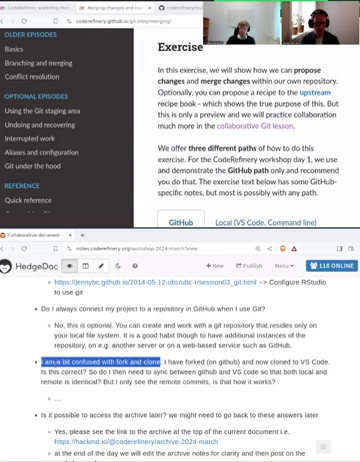 CodeRefinery workshop Mar
Merging changes and con
coderefinery/git-intro
coderefinery.github.io/git-intro/merging/
OLDER EPISODES
Basics
Branching and merging
Conflict resolution
OPTIONAL EPISODES
Using the Git staging area
Undoing and recovering
Interrupted work
Aliases and configuration
Git under the hood
REFERENCE
Quick reference
Exercise
In this exercise, we will show how we can propose
changes and merge changes within our own repository.
Optionally, you can propose a recipe to the upstream
recipe book - which shows the true purpose of this. But
this is only a preview and we will practice collaboration
much more in the collaborative Git lesson.
We offer three different paths of how to do this
exercise. For the CodeRefinery workshop day 1, we use
and demonstrate the GitHub path only and recommend
you do that. The exercise text below has some GitHub-
specific notes, but most is possibly with any path.
GitHub
Local (VS Code, Command line)
Collaborative document
notes.coderefinery.org/workshop-2024-march?view
HedgeDoc
New
Publish
Menu
118 ONLINE
https://jennybc.github.io/2014-05-12-ubc/ubc-r/session03_git.html --> Configure RStudio
to use git
Do I always connect my project to a repository in GitHub when I use Git?
No, this is optional. You can create and work with a git repository that resides only on
your local file system. It is a good habit though to have additional instances of the
repository, on e.g. another server or on a web-based service such as GitHub.
I am a bit confused with fork and clone. I have forked (on github) and now cloned to VS Code.
Is this correct? So do I then need to sync between github and VS code so that both local and
remote is identical? But I only see the remote commits, is that how it works?
...
Is it possible to access the archive later? we might need to go back to these answers later
Yes, please see the link to the archive at the top of the current document i.e.
https://hackmd.io/@coderefinery/archive-2024-march
at the end of the day we will edit the archive notes for clarity and then post on the